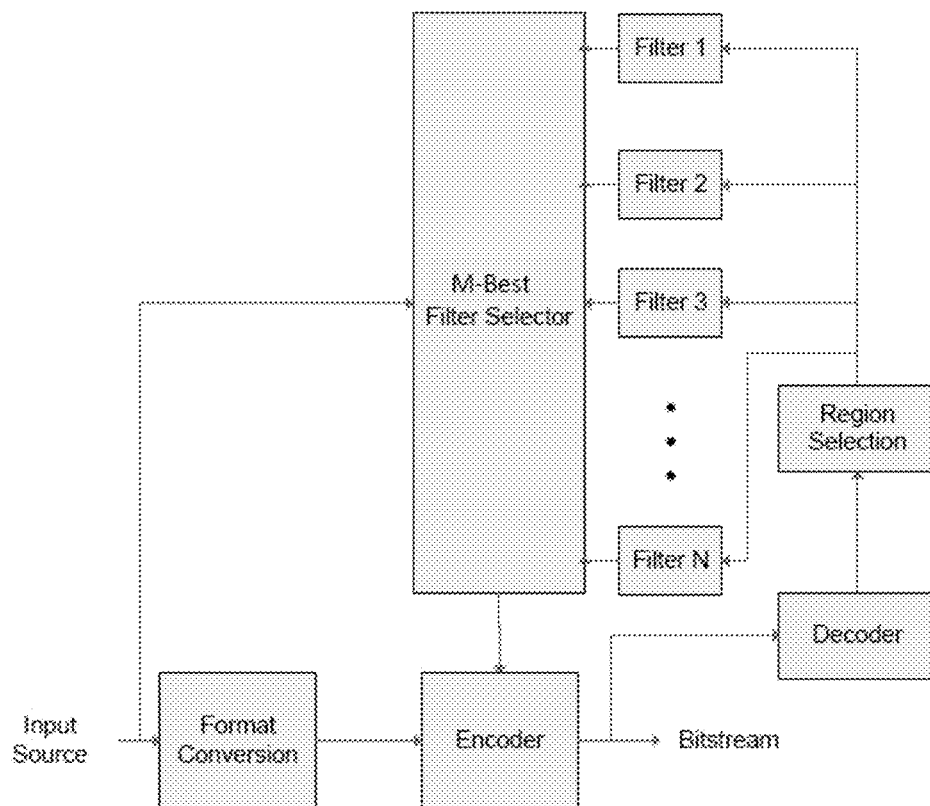 Filter 1
Filter 2
M-Best
Filter Selector
Filter 3
Region
Selection
Filter N
Decoder
Input
Source
Format
Conversion
Encoder
Bitstream